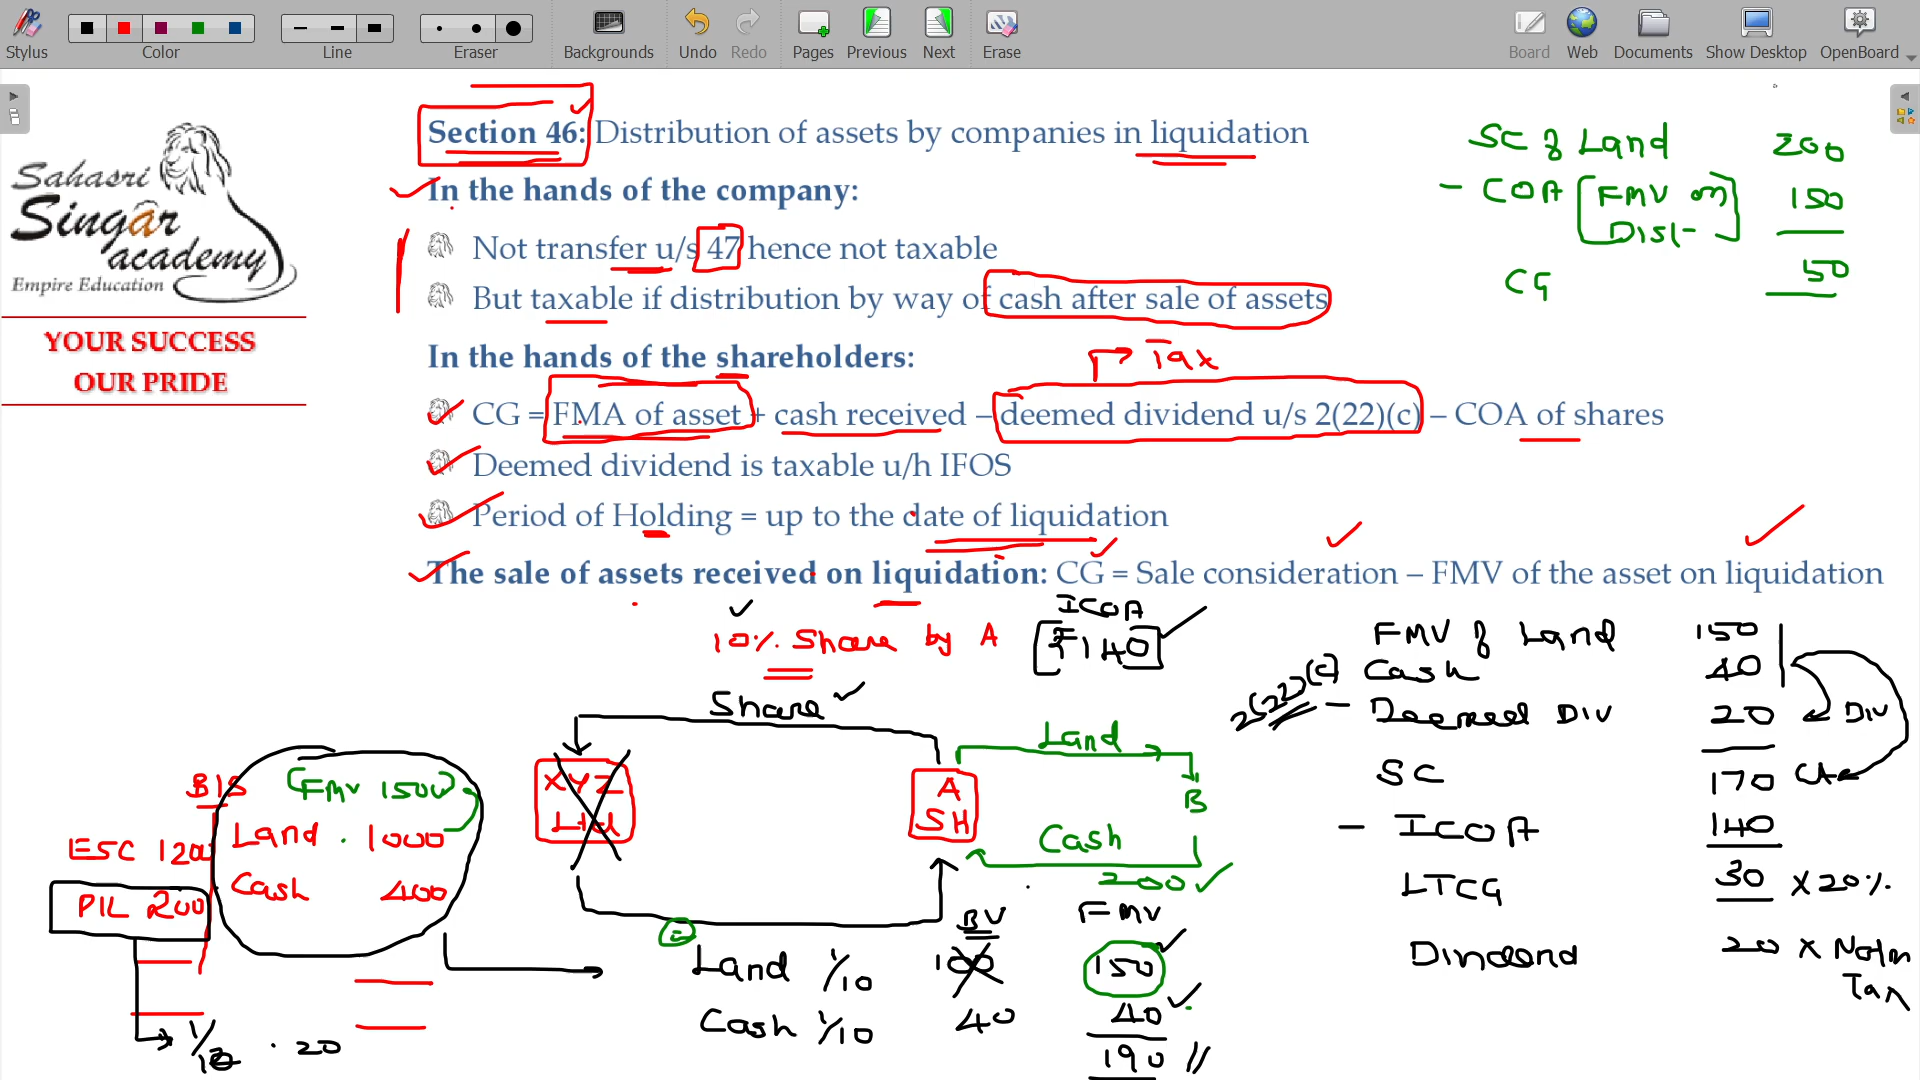 Stylus
Color
Line
Eraser
Backgrounds
Undo
Redo
Pages
Previous
Next
Erase
Board
Web
Documents
Show Desktop
OpenBoard
Sahasri
Singar
academy
Empire Education
YOUR SUCCESS
OUR PRIDE
Section 46: Distribution of assets by companies in liquidation
In the hands of the company:
Not transfer u/s 47 hence not taxable
But taxable if distribution by way of cash after sale of assets
In the hands of the shareholders:
Tax
CG = FMA of asset + cash received – deemed dividend u/s 2(22)(c) – COA of shares
Deemed dividend is taxable u/h IFOS
Period of Holding = up to the date of liquidation
The sale of assets received on liquidation: CG = Sale consideration – FMV of the asset on liquidation
SC of Land 200
- COA [FMV on Dist-] 150
CG 50
10% Share by A
ICOA
[₹140]
Share
XYZ
Ltd
A
SH
Land
B
Cash
200
B/S
(FMV 1500)
Land 1000
ESC 1200
Cash 400
P/L 200
1/10 20
BV FMV
Land 1/10 100 150
Cash 1/10 40 40
190 //
FMV of Land 150
Cash 40
2(22)(c) - Deemed Div 20 Div
SC 170
- ICOA 140
LTCG 30 x 20%
Dividend 20 x
Tax